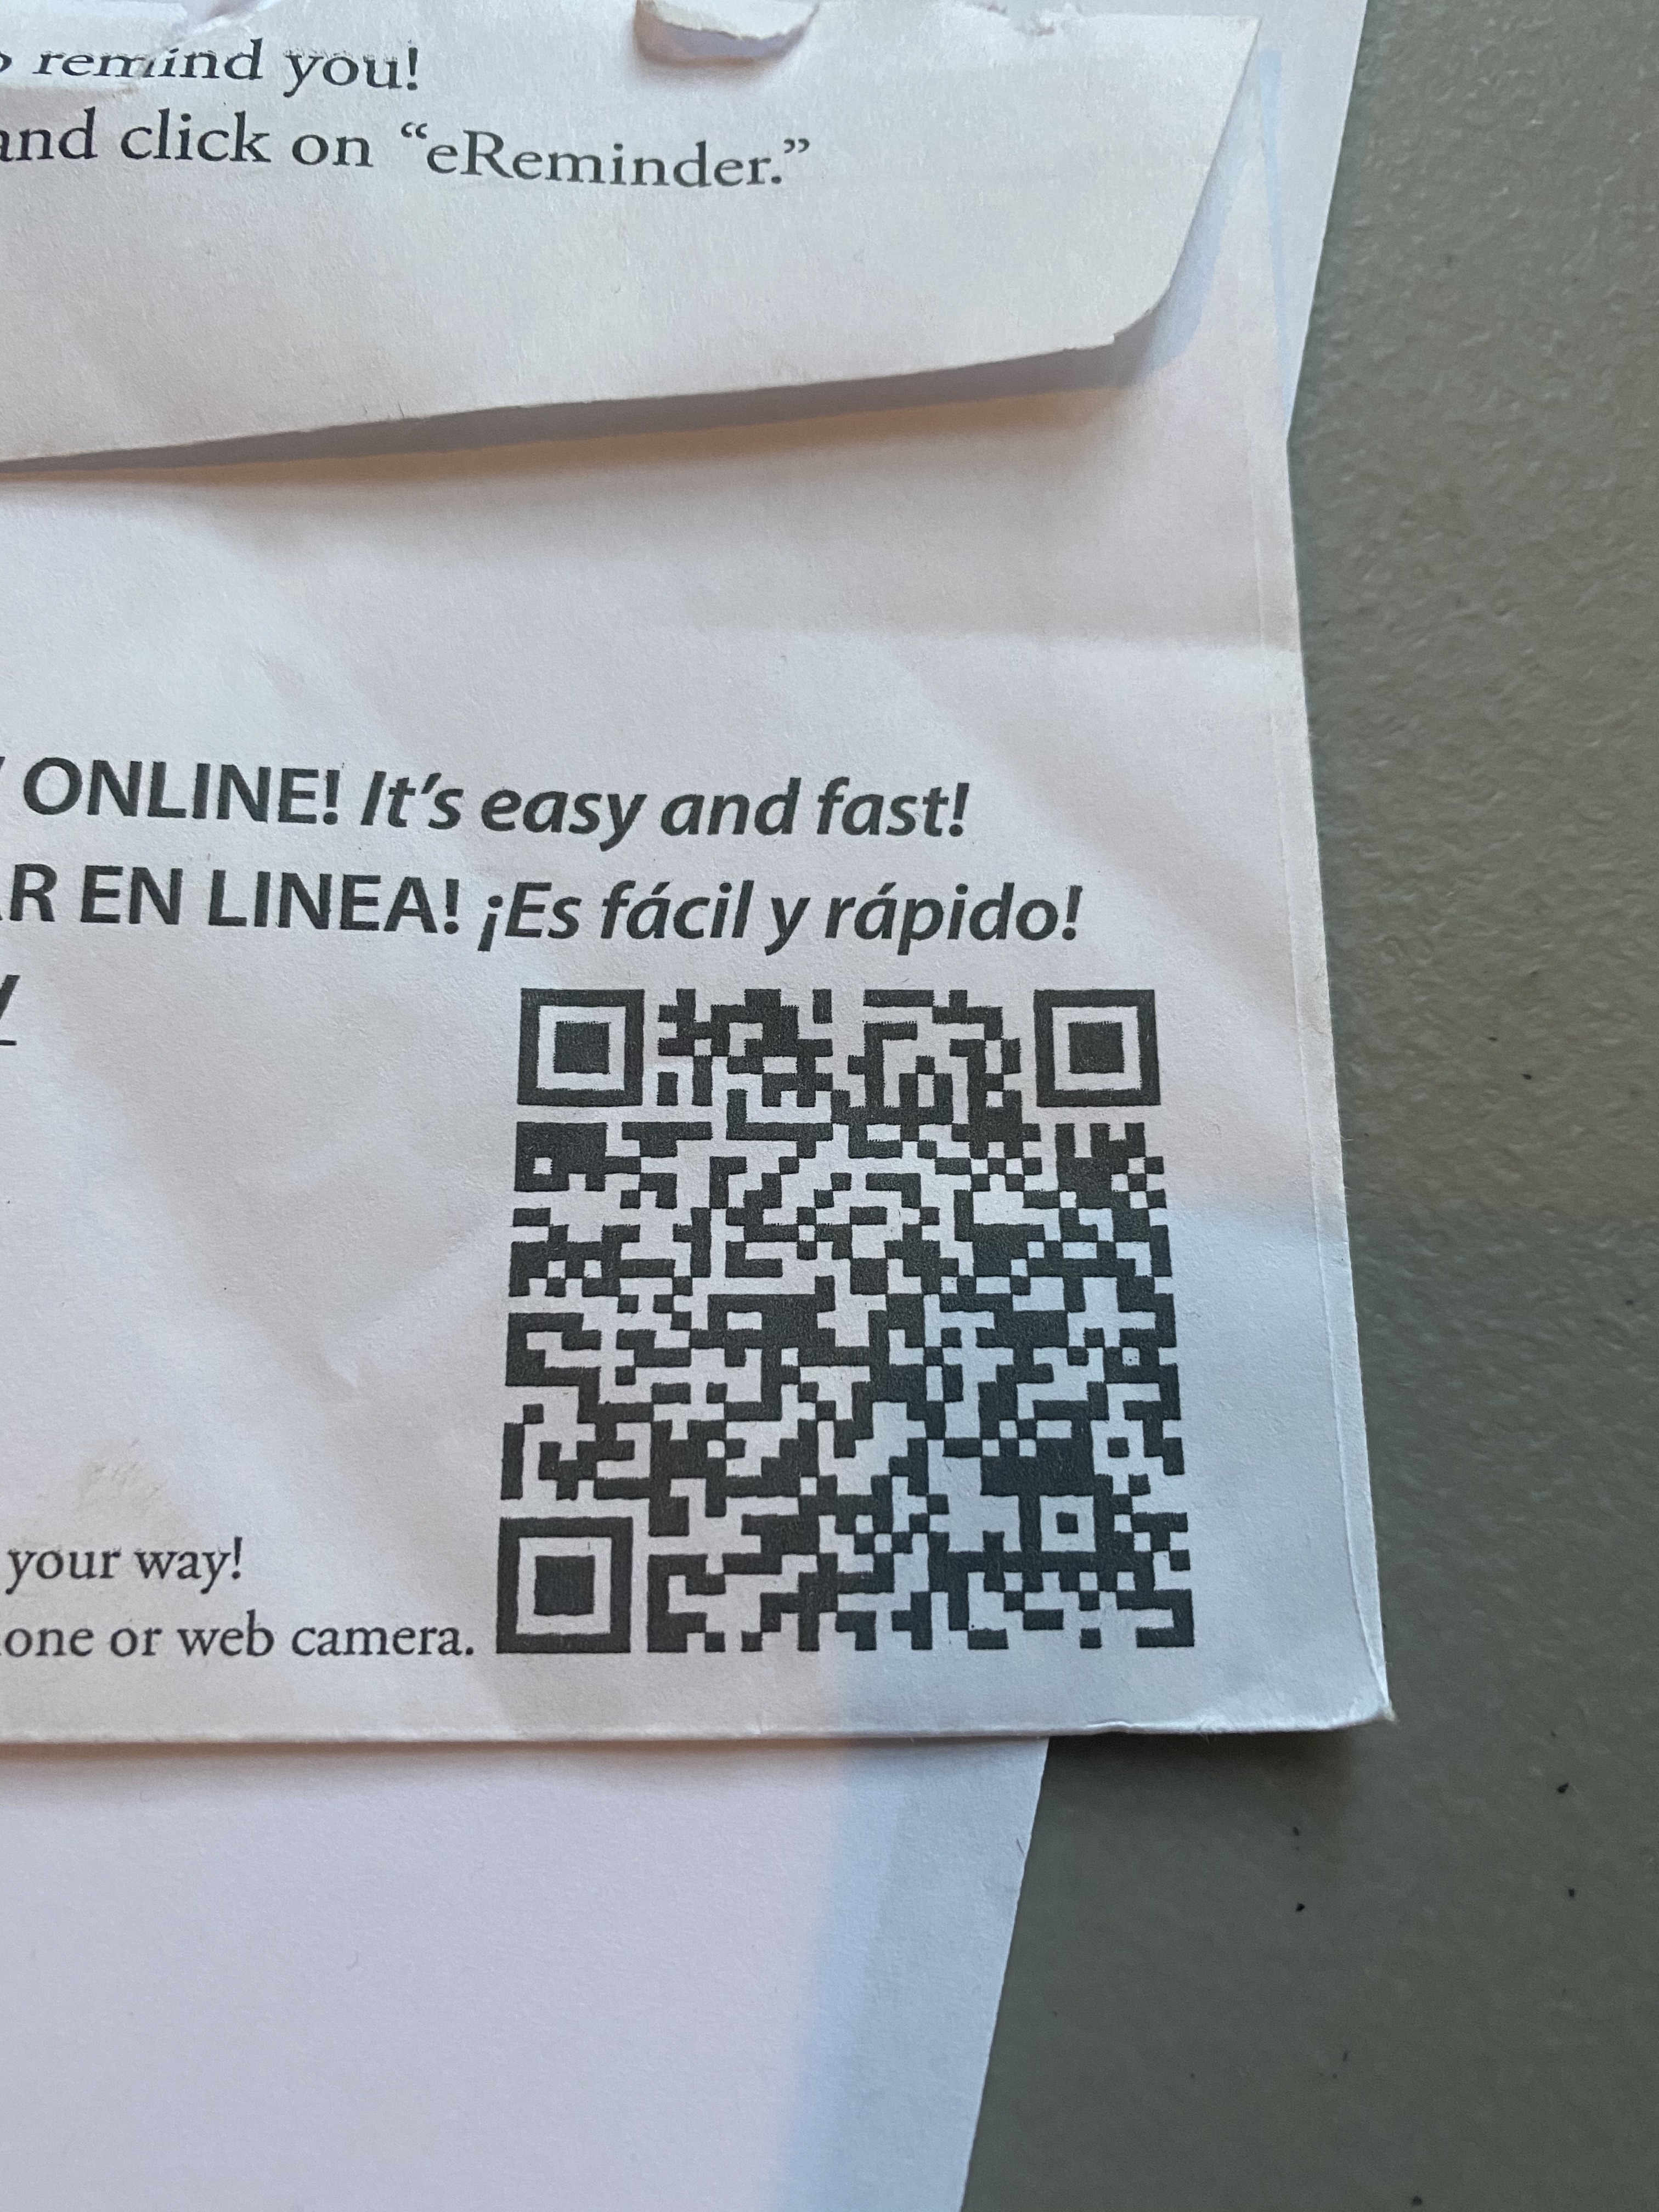 remind you!
and click on “eReminder.”
ONLINE! It’s easy and fast!
EN LINEA! ¡Es fácil y rápido!
your way!
or web camera.